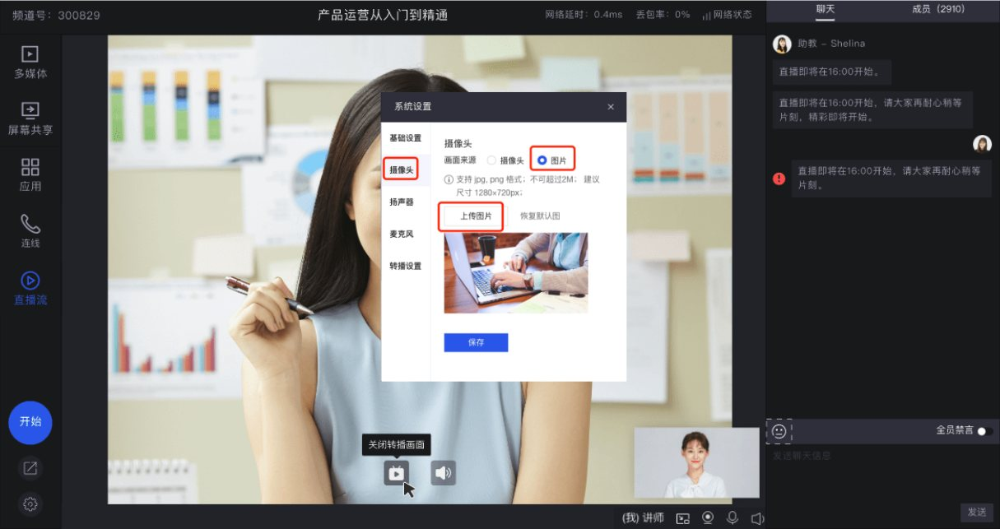 频道号：300829
产品运营从入门到精通
网络延时：0.4ms 丢包率：0% 网络状态
聊天
成员（2910）
多媒体
屏幕共享
应用
连线
直播流
开始
系统设置
基础设置
摄像头
扬声器
麦克风
转播设置
摄像头
画面来源 摄像头 图片
支持 jpg, png 格式；不可超过2M； 建议
尺寸 1280×720px；
上传图片 恢复默认图
保存
关闭转播画面
(我) 讲师
助教 – Shelina
直播即将在16:00开始。
直播即将在16:00开始，请大家再耐心稍等
片刻，精彩即将开始。
直播即将在16:00开始，请大家再耐心稍等
片刻。
全员禁言
发送聊天信息
发送